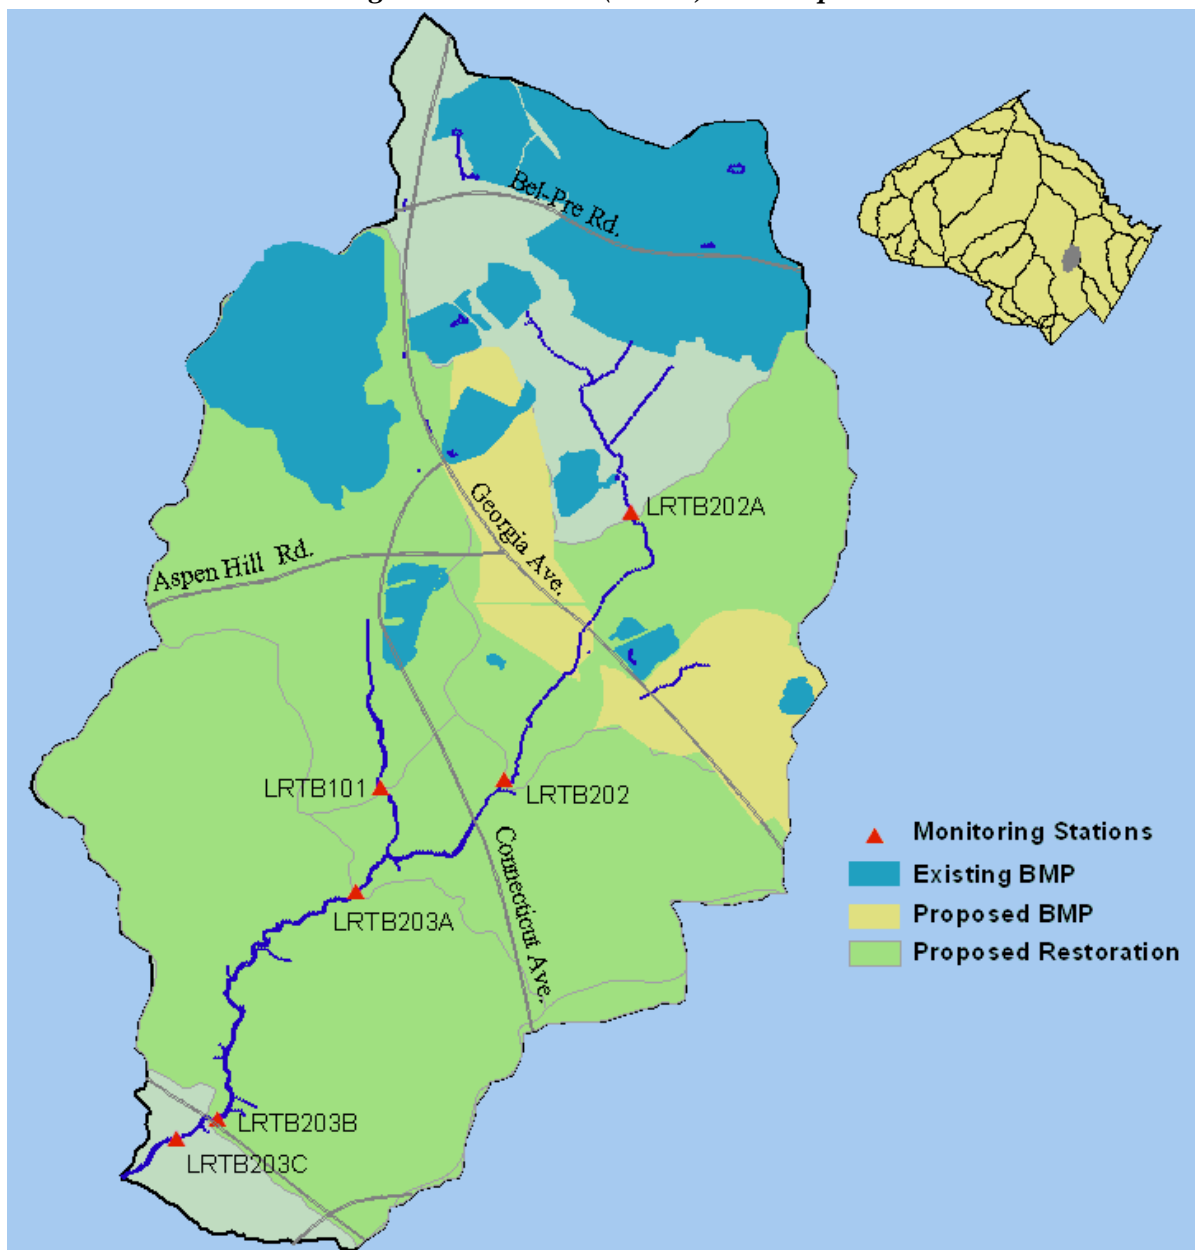 Bel-Pre Rd.
Georgia Ave.
LRTB202A
Aspen Hill Rd.
LRTB101
LRTB202
Connecticut Ave.
LRTB203A
LRTB203B
LRTB203C
Monitoring Stations
Existing BMP
Proposed BMP
Proposed Restoration